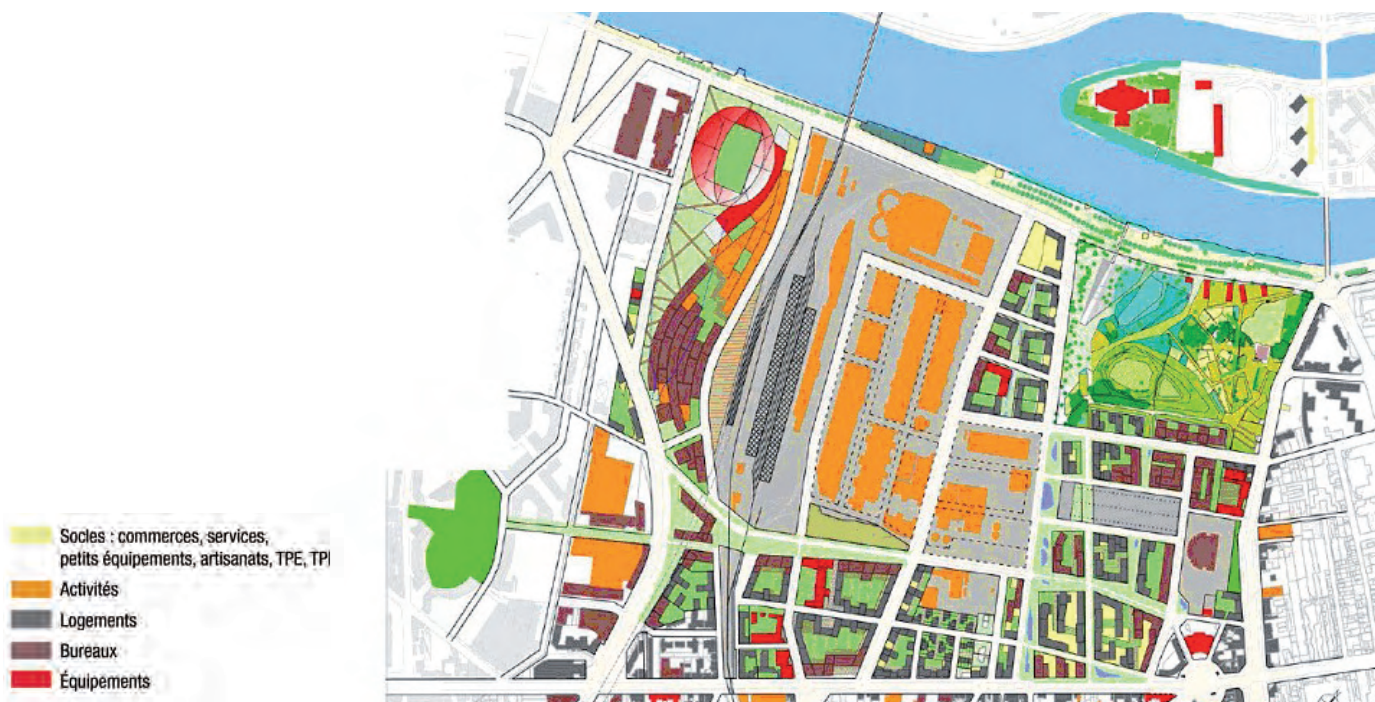 Socles : commerces, services,
petits équipements, artisanats, TPE, TPI
Activités
Logements
Bureaux
Équipements